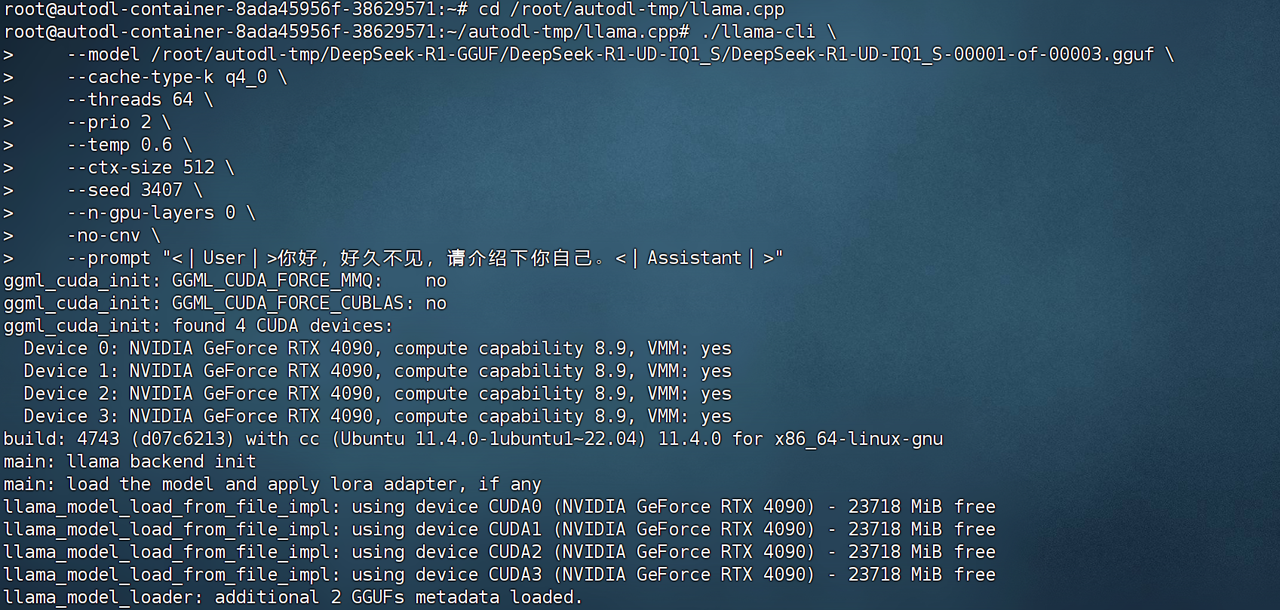 root@autodl-container-8ada45956f-38629571:~# cd /root/autodl-tmp/llama.cpp
root@autodl-container-8ada45956f-38629571:~/autodl-tmp/llama.cpp# ./llama-cli \
>     --model /root/autodl-tmp/DeepSeek-R1-GGUF/DeepSeek-R1-UD-IQ1_S/DeepSeek-R1-UD-IQ1_S-00001-of-00003.gguf \
>     --cache-type-k q4_0 \
>     --threads 64 \
>     --prio 2 \
>     --temp 0.6 \
>     --ctx-size 512 \
>     --seed 3407 \
>     --n-gpu-layers 0 \
>     -no-cnv \
>     --prompt "<｜User｜>你好，好久不见，请介绍下你自己。<｜Assistant｜>"
ggml_cuda_init: GGML_CUDA_FORCE_MMQ:    no
ggml_cuda_init: GGML_CUDA_FORCE_CUBLAS: no
ggml_cuda_init: found 4 CUDA devices:
  Device 0: NVIDIA GeForce RTX 4090, compute capability 8.9, VMM: yes
  Device 1: NVIDIA GeForce RTX 4090, compute capability 8.9, VMM: yes
  Device 2: NVIDIA GeForce RTX 4090, compute capability 8.9, VMM: yes
  Device 3: NVIDIA GeForce RTX 4090, compute capability 8.9, VMM: yes
build: 4743 (d07c6213) with cc (Ubuntu 11.4.0-1ubuntu1~22.04) 11.4.0 for x86_64-linux-gnu
main: llama backend init
main: load the model and apply lora adapter, if any
llama_model_load_from_file_impl: using device CUDA0 (NVIDIA GeForce RTX 4090) - 23718 MiB free
llama_model_load_from_file_impl: using device CUDA1 (NVIDIA GeForce RTX 4090) - 23718 MiB free
llama_model_load_from_file_impl: using device CUDA2 (NVIDIA GeForce RTX 4090) - 23718 MiB free
llama_model_load_from_file_impl: using device CUDA3 (NVIDIA GeForce RTX 4090) - 23718 MiB free
llama_model_loader: additional 2 GGUFs metadata loaded.